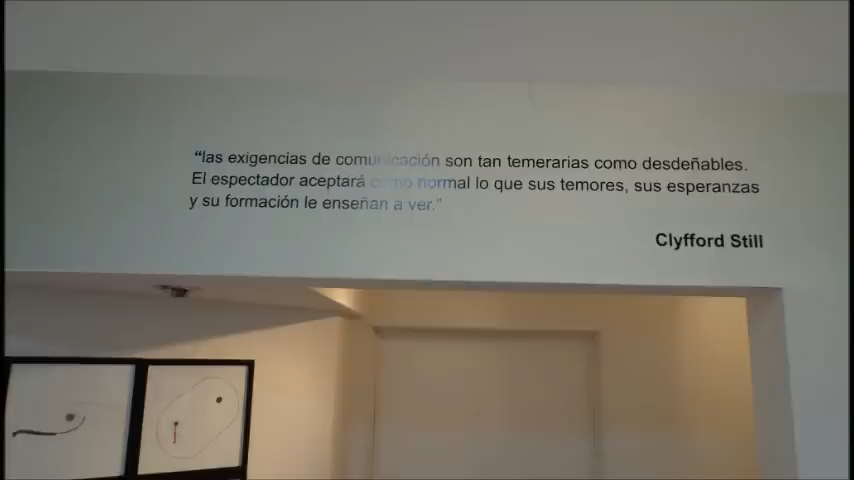 “las exigencias de comunicación son tan temerarias como desdeñables.
El espectador aceptará como normal lo que sus temores, sus esperanzas
y su formación le enseñan a ver.”
Clyfford Still